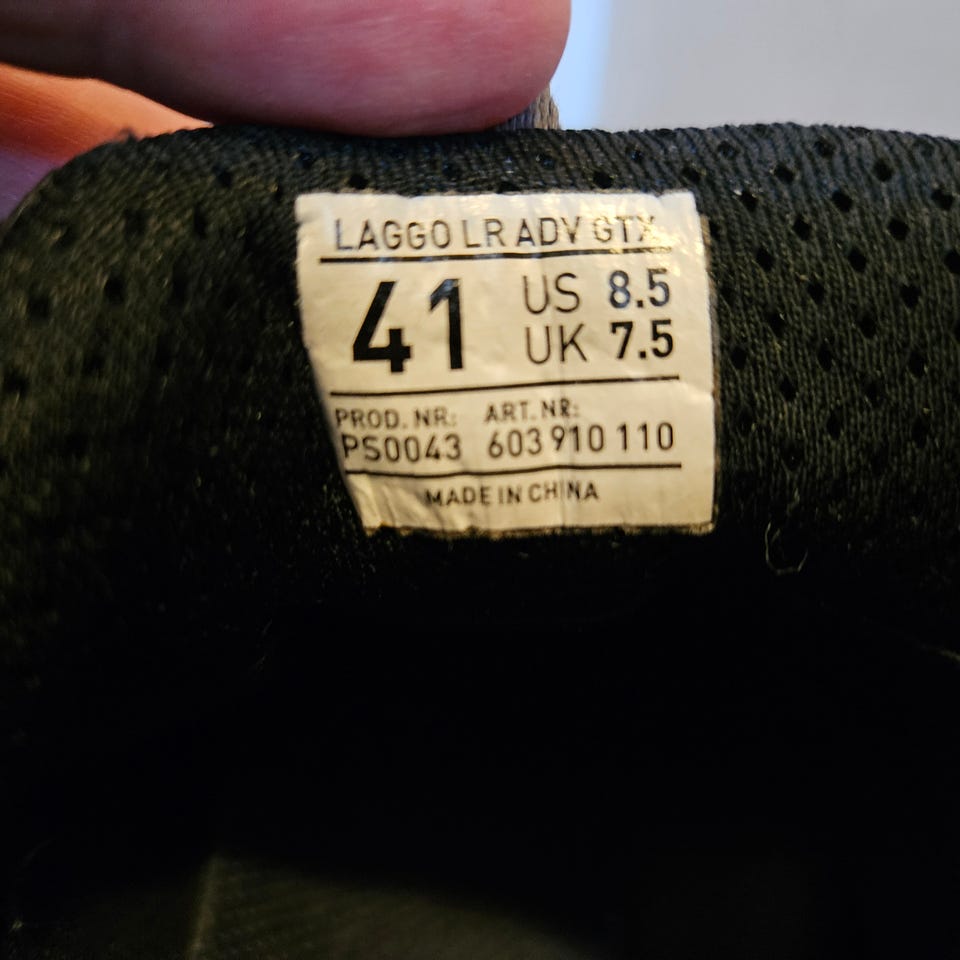 LAGGO LR ADV GTX
41 US 8.5
UK 7.5
PROD. NR: ART. NR:
PS0043 603 910 110
MADE IN CHINA